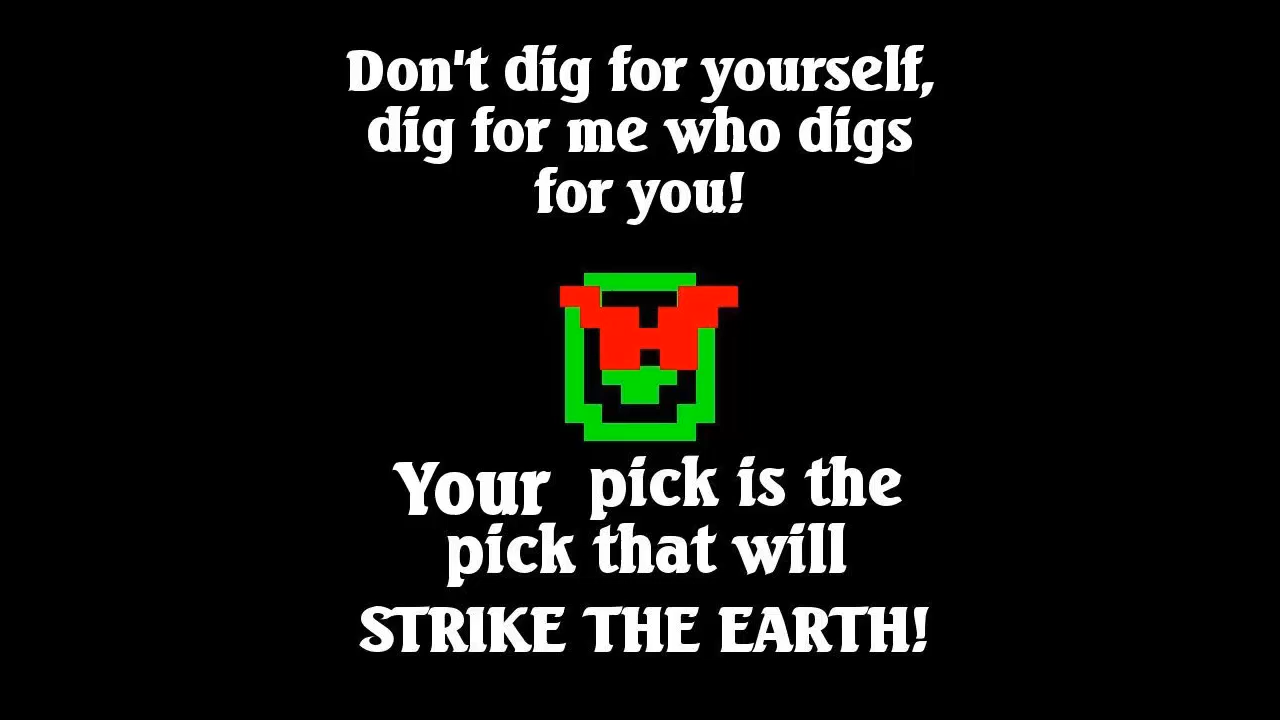 Don't dig for yourself,
dig for me who digs
for you!
Your pick is the
pick that will
STRIKE THE EARTH!